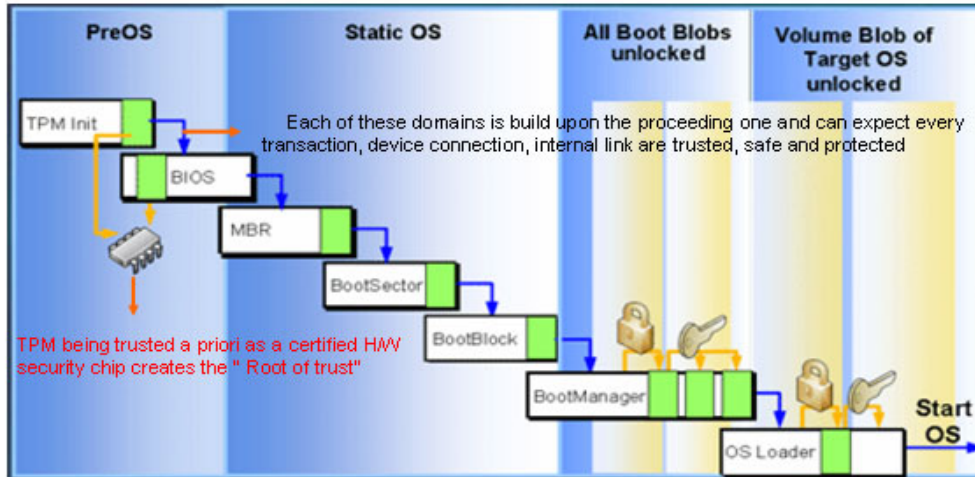 PreOS
Static OS
All Boot Blobs
unlocked
Volume Blob of
Target OS
unlocked
TPM Init
Each of these domains is build upon the proceeding one and can expect every
transaction, device connection, internal link are trusted, safe and protected
BIOS
MBR
BootSector
TPM being trusted a priori as a certified H/W
security chip creates the " Root of trust"
BootBlock
BootManager
OS Loader
Start
OS